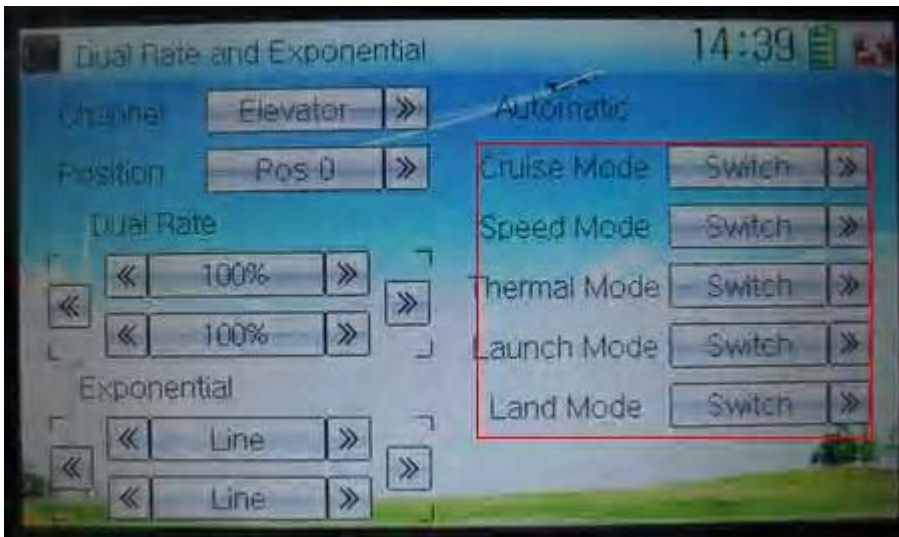 Dual Rate and Exponential 14:39
Channel Elevator »
Position Pos 0 »
Dual Rate
« 100% »
« »
« 100% »
Exponential
« Line »
« »
« Line »
Automatic
Cruise Mode Switch »
Speed Mode Switch »
Thermal Mode Switch »
Launch Mode Switch »
Land Mode Switch »